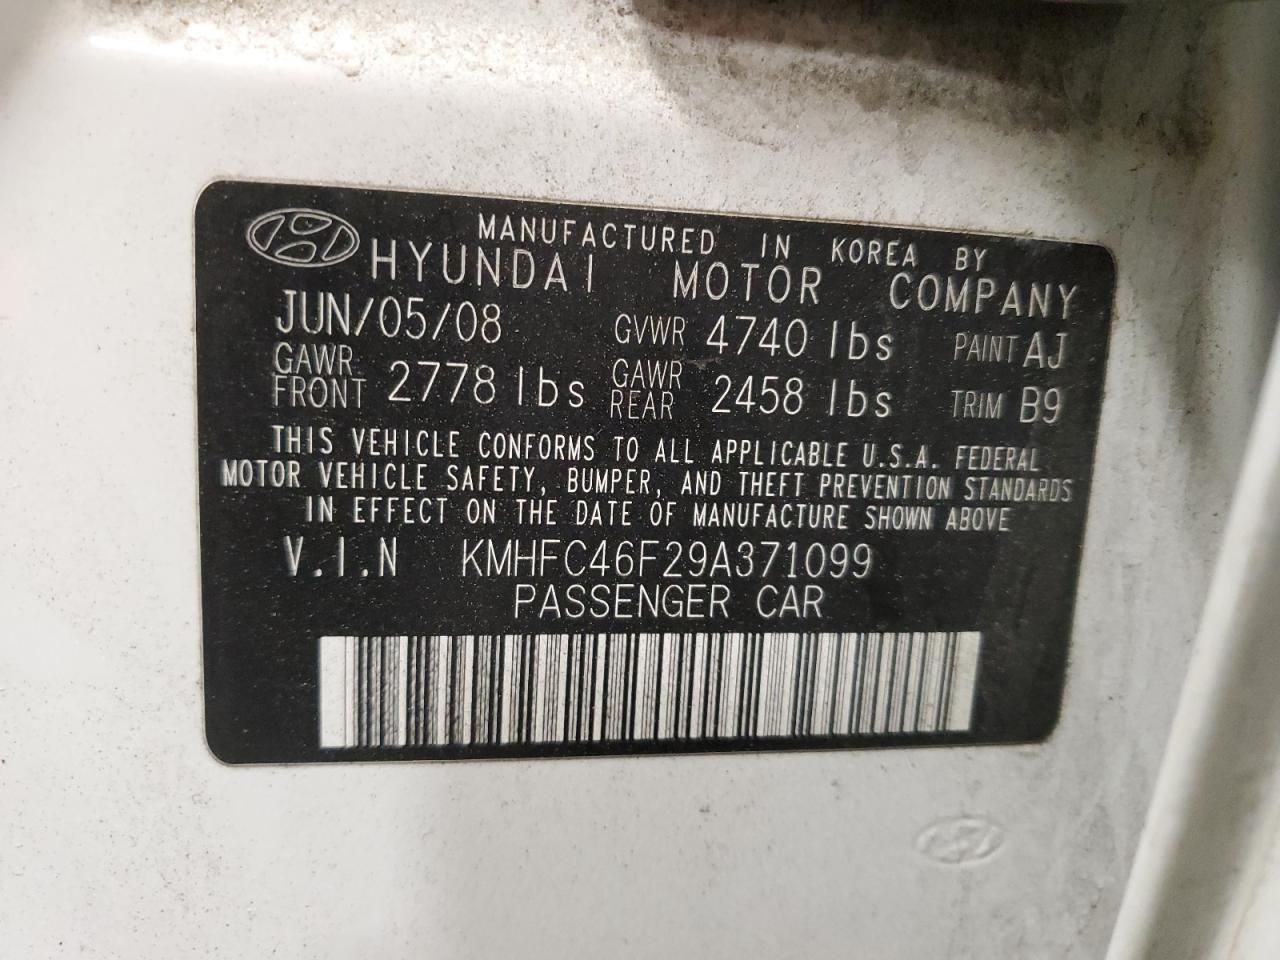 MANUFACTURED IN KOREA BY
HYUNDAI MOTOR COMPANY
JUN/05/08 GVWR 4740 lbs PAINT AJ
GAWR FRONT 2778 lbs GAWR REAR 2458 lbs TRIM B9
THIS VEHICLE CONFORMS TO ALL APPLICABLE U.S.A. FEDERAL
MOTOR VEHICLE SAFETY, BUMPER, AND THEFT PREVENTION STANDARDS
IN EFFECT ON THE DATE OF MANUFACTURE SHOWN ABOVE
V.I.N KMHFC46F29A371099
PASSENGER CAR